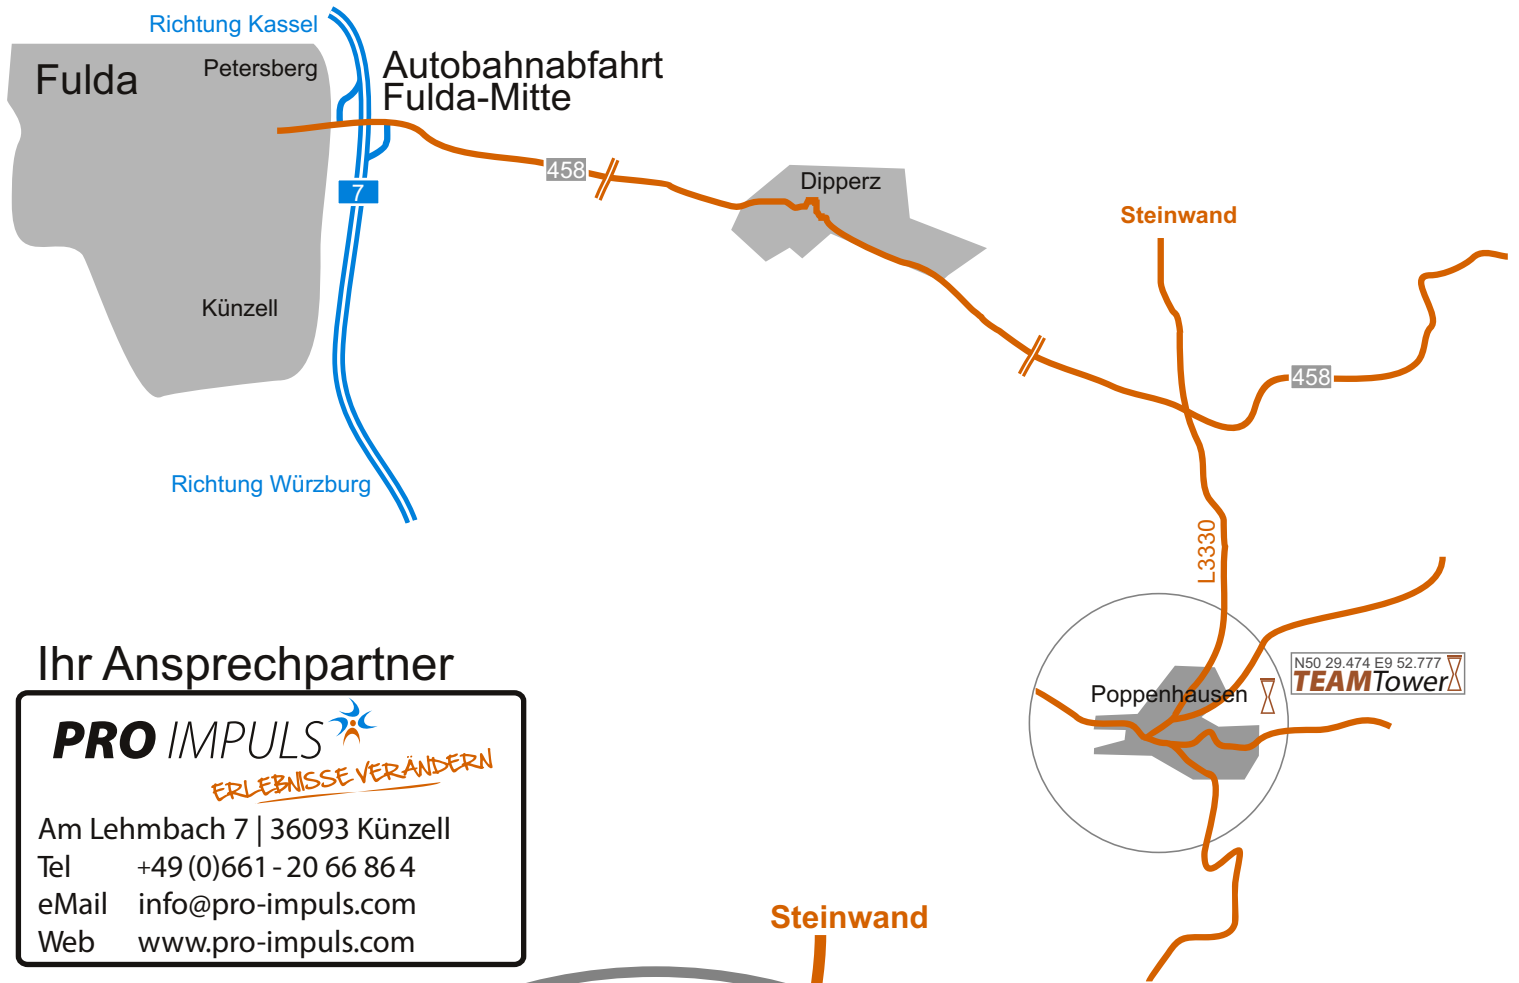 Richtung Kassel
Fulda
Petersberg
Autobahnabfahrt
Fulda-Mitte
458
7
Dipperz
Steinwand
Künzell
458
Richtung Würzburg
L3330
N50 29.474 E9 52.777
TEAMTower
Poppenhausen
Ihr Ansprechpartner
PRO IMPULS
ERLEBNISSE VERÄNDERN
Am Lehmbach 7 | 36093 Künzell
Tel +49 (0)661 - 20 66 86 4
eMail info@pro-impuls.com
Web www.pro-impuls.com
Steinwand